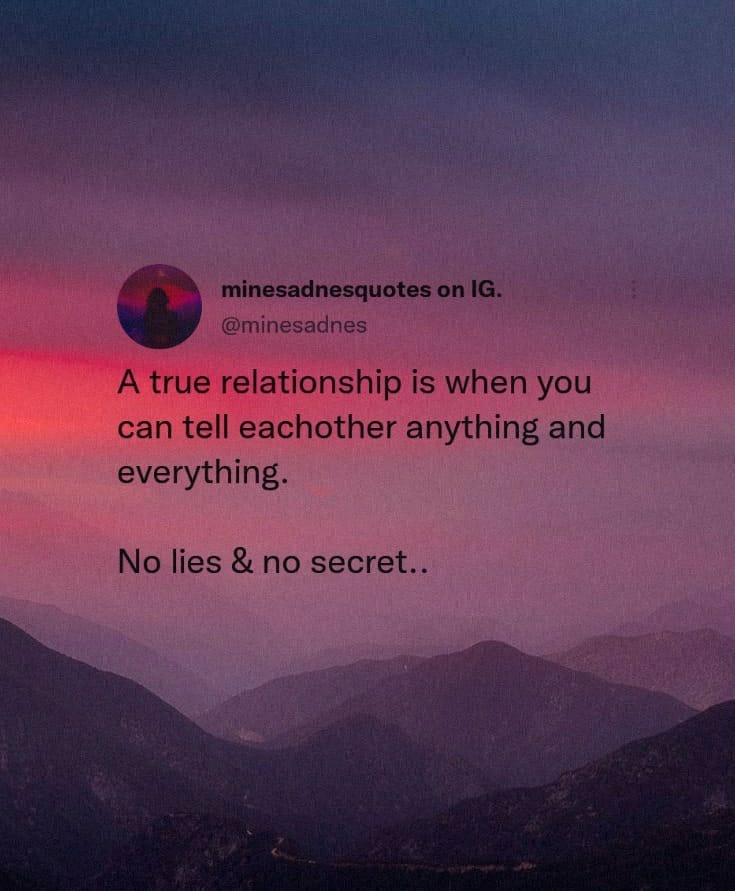 minesadnesquotes on IG.
@minesadnes
A true relationship is when you
can tell eachother anything and
everything.
No lies & no secret..